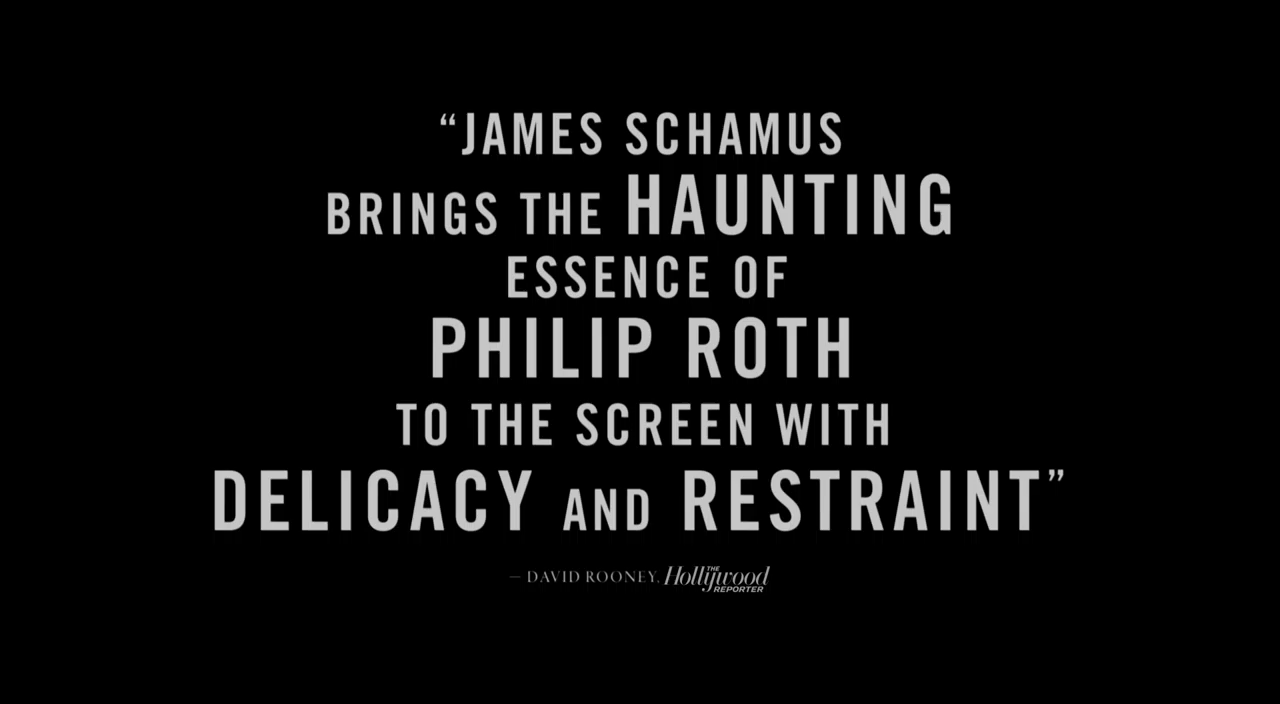 “JAMES SCHAMUS
BRINGS THE HAUNTING
ESSENCE OF
PHILIP ROTH
TO THE SCREEN WITH
DELICACY AND RESTRAINT”
— DAVID ROONEY, THE Hollywood REPORTER